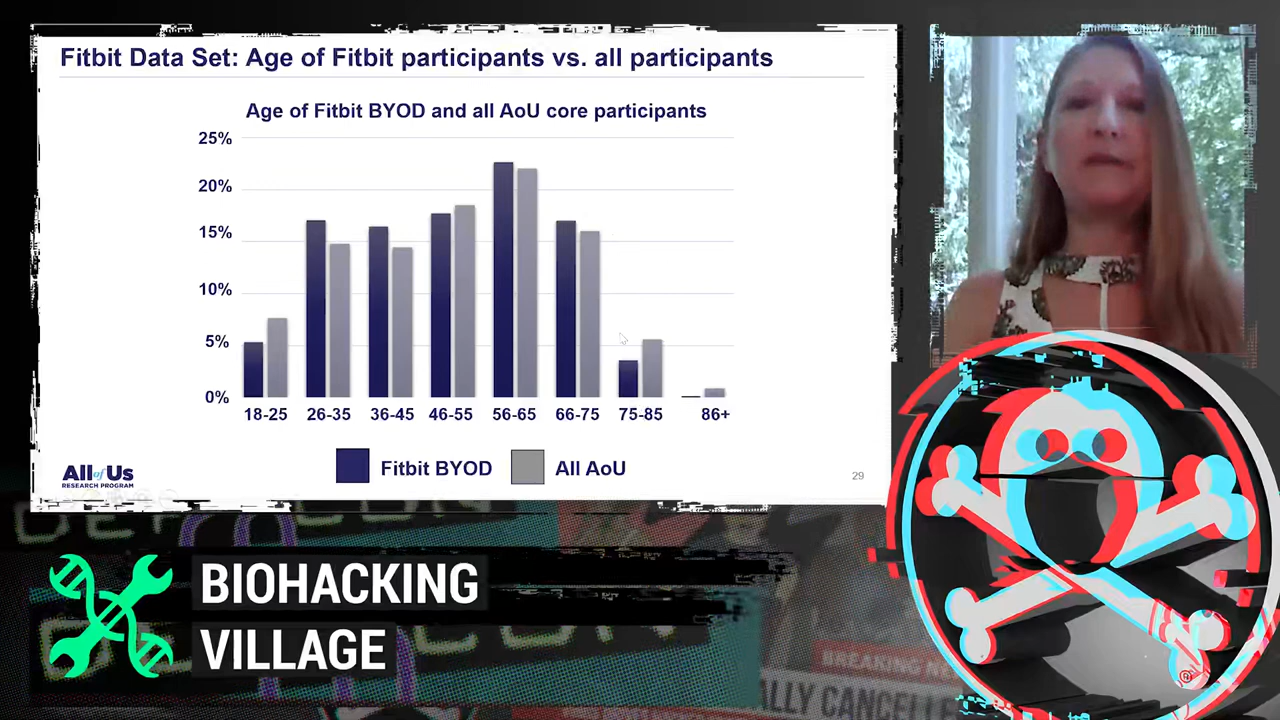 Fitbit Data Set: Age of Fitbit participants vs. all participants
Age of Fitbit BYOD and all AoU core participants
25%
20%
15%
10%
5%
0%
18-25 26-35 36-45 46-55 56-65 66-75 75-85 86+
Fitbit BYOD All AoU
All of Us
RESEARCH PROGRAM
29
BIOHACKING
VILLAGE
BREAKING NE
ALLY CANCELLE